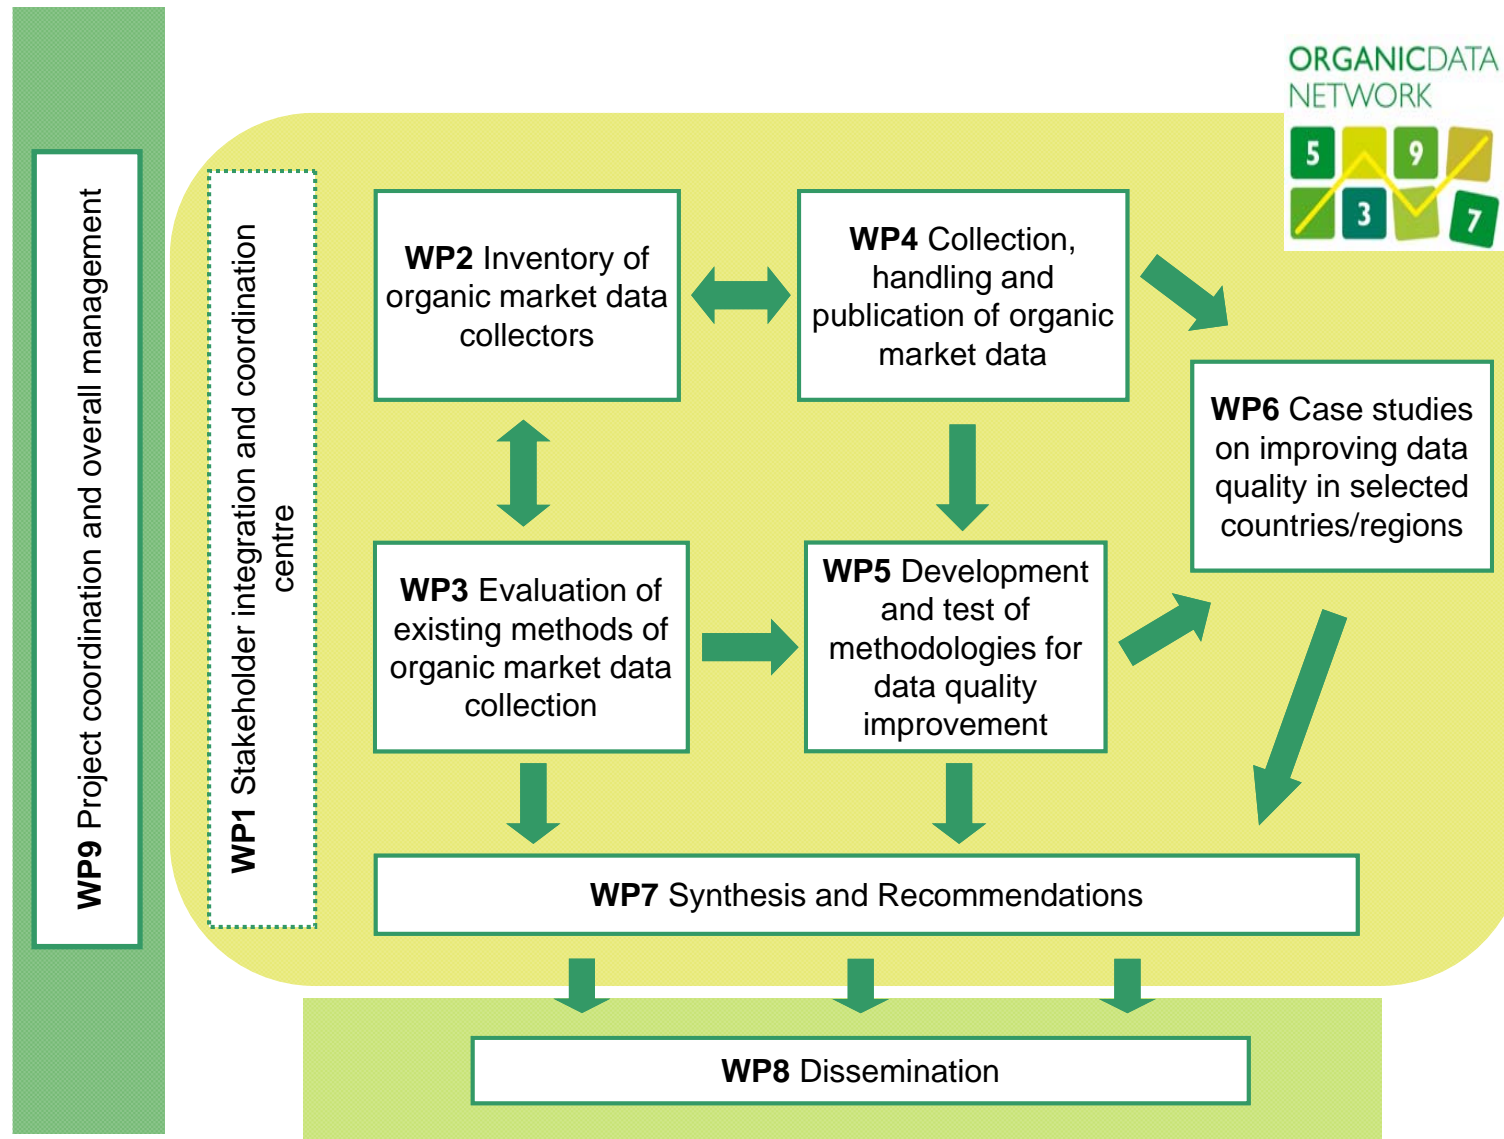 ORGANICDATA
NETWORK
5 9
3 7
WP9 Project coordination and overall management
WP1 Stakeholder integration and coordination
centre
WP2 Inventory of
organic market data
collectors
WP4 Collection,
handling and
publication of organic
market data
WP6 Case studies
on improving data
quality in selected
countries/regions
WP3 Evaluation of
existing methods of
organic market data
collection
WP5 Development
and test of
methodologies for
data quality
improvement
WP7 Synthesis and Recommendations
WP8 Dissemination